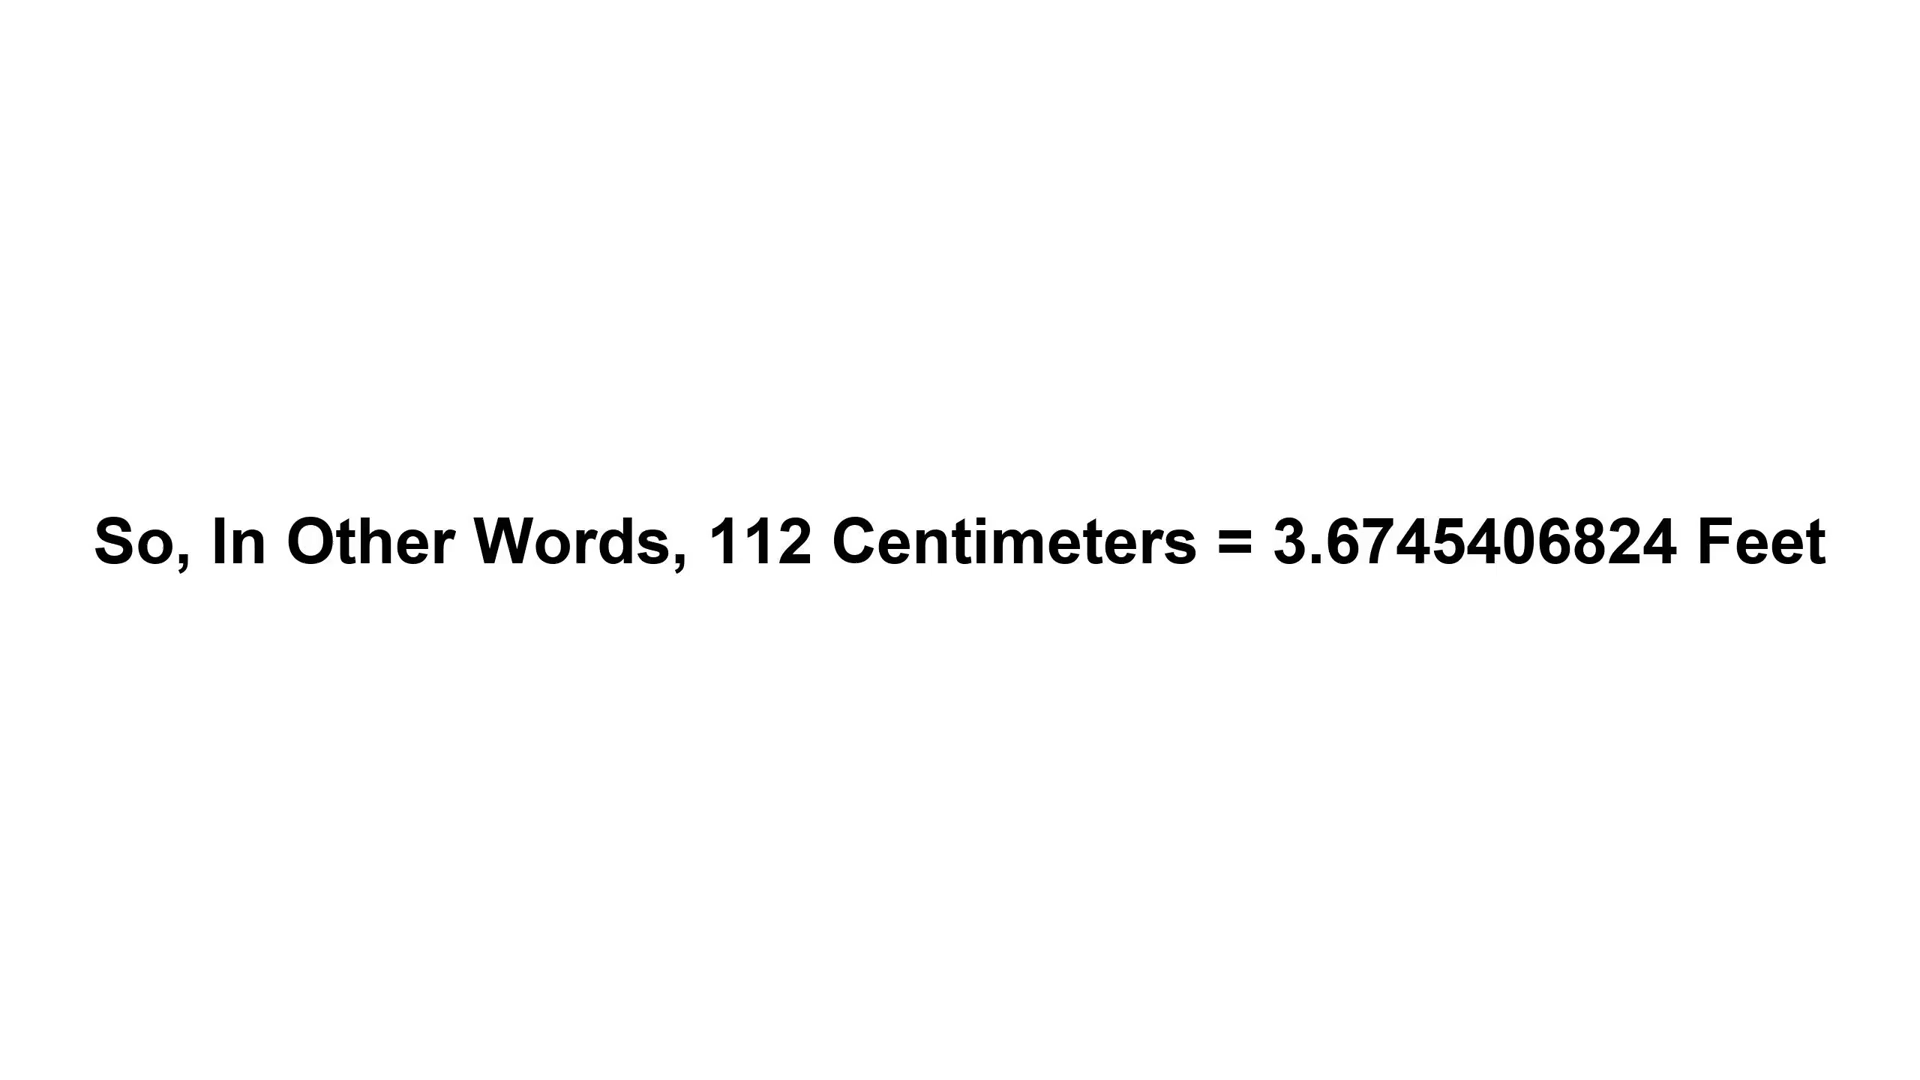 So, In Other Words, 112 Centimeters = 3.6745406824 Feet